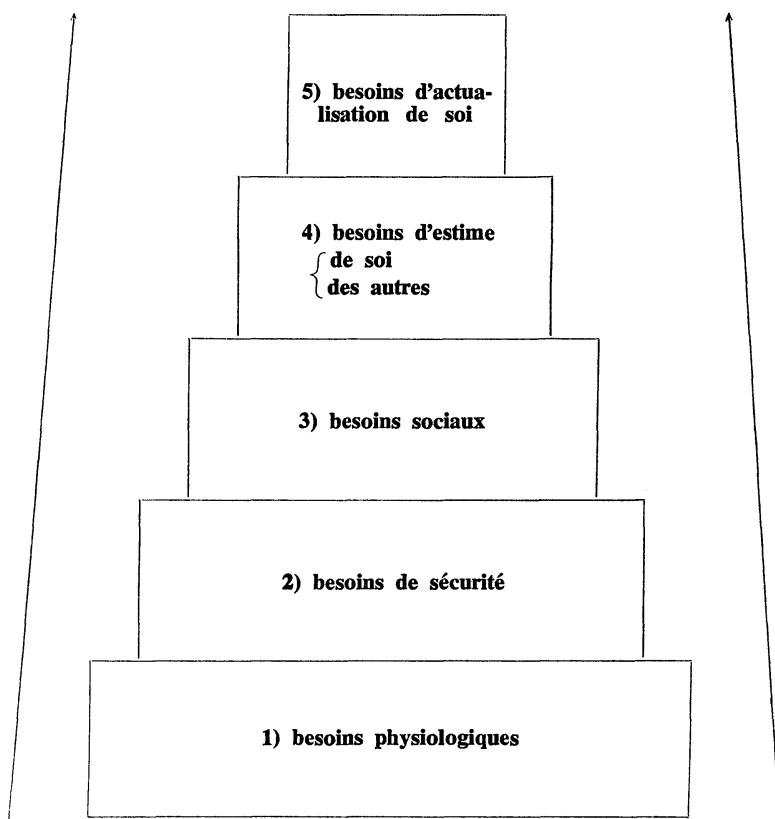 5) besoins d'actua-
lisation de soi
4) besoins d'estime
de soi
des autres
3) besoins sociaux
2) besoins de sécurité
1) besoins physiologiques